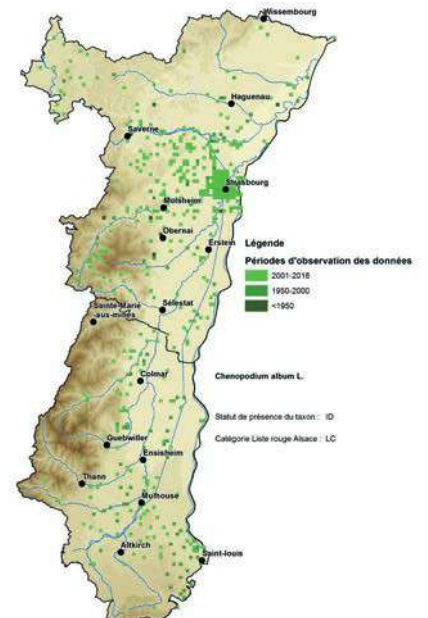 Wissembourg
Haguenau
Saverne
Strasbourg
Molsheim
Obernai
Erstein
Légende
Périodes d'observation des données
2001-2016
1950-2000
<1950
Sainte-Marie
-aux-mines
Sélestat
Chenopodium album L.
Colmar
Statut de présence du taxon : ID
Catégorie Liste rouge Alsace : LC
Guebwiller
Ensisheim
Thann
Mulhouse
Altkirch
Saint-louis